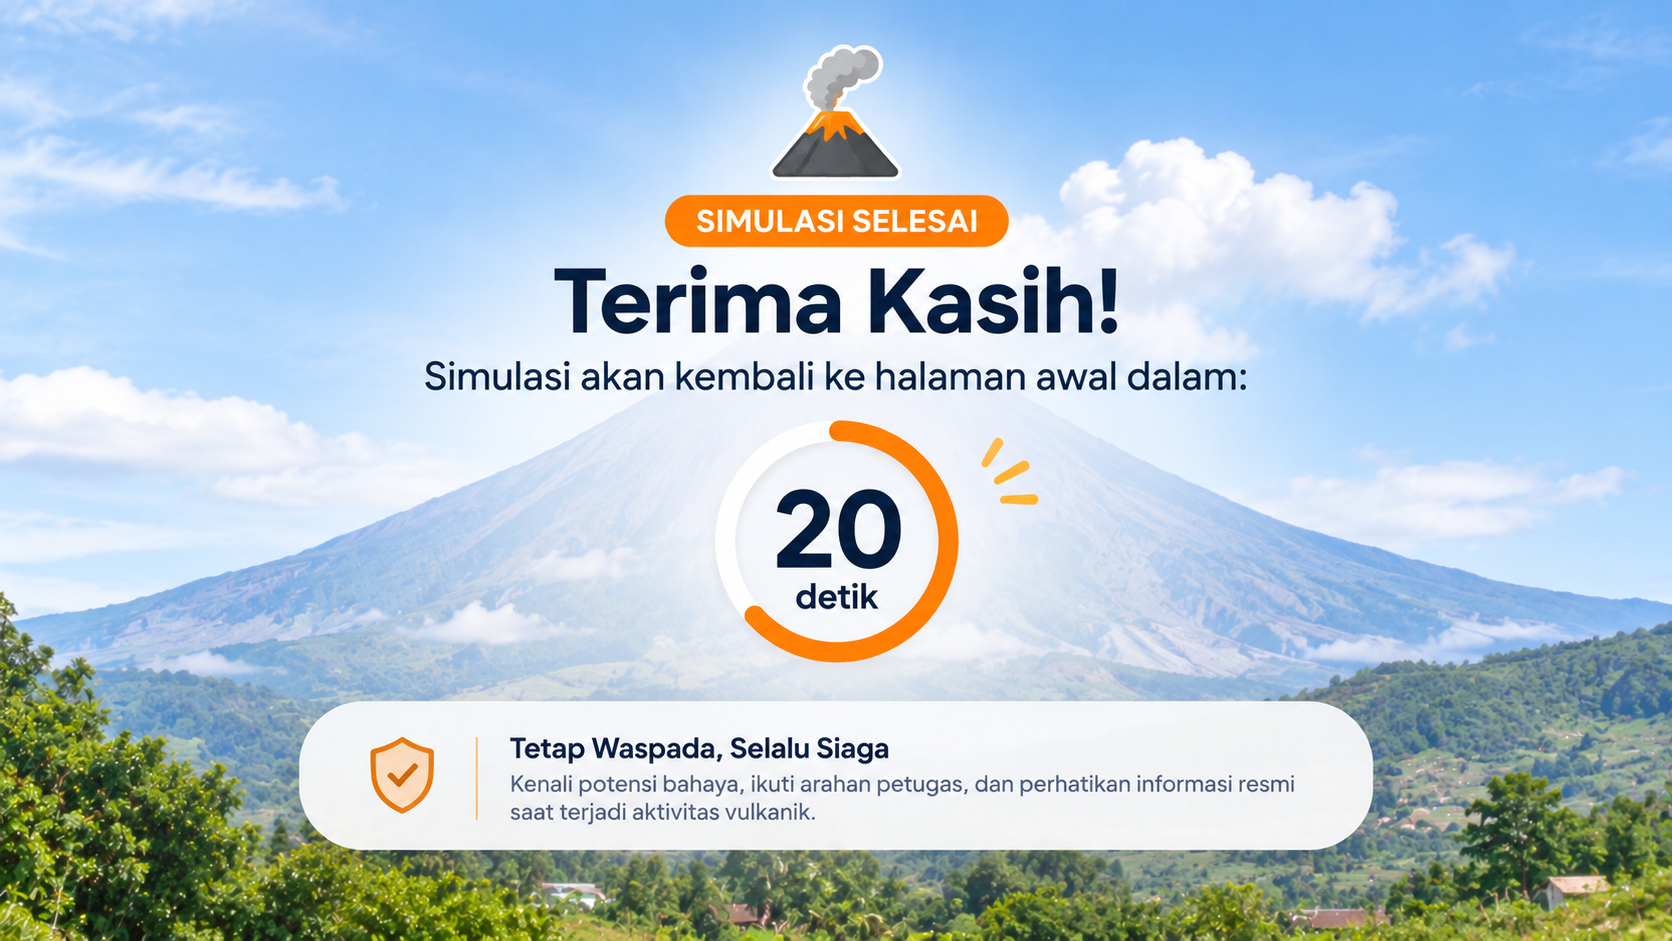 SIMULASI SELESAI
Terima Kasih!
Simulasi akan kembali ke halaman awal dalam:
20
detik
Tetap Waspada, Selalu Siaga
Kenali potensi bahaya, ikuti arahan petugas, dan perhatikan informasi resmi
saat terjadi aktivitas vulkanik.